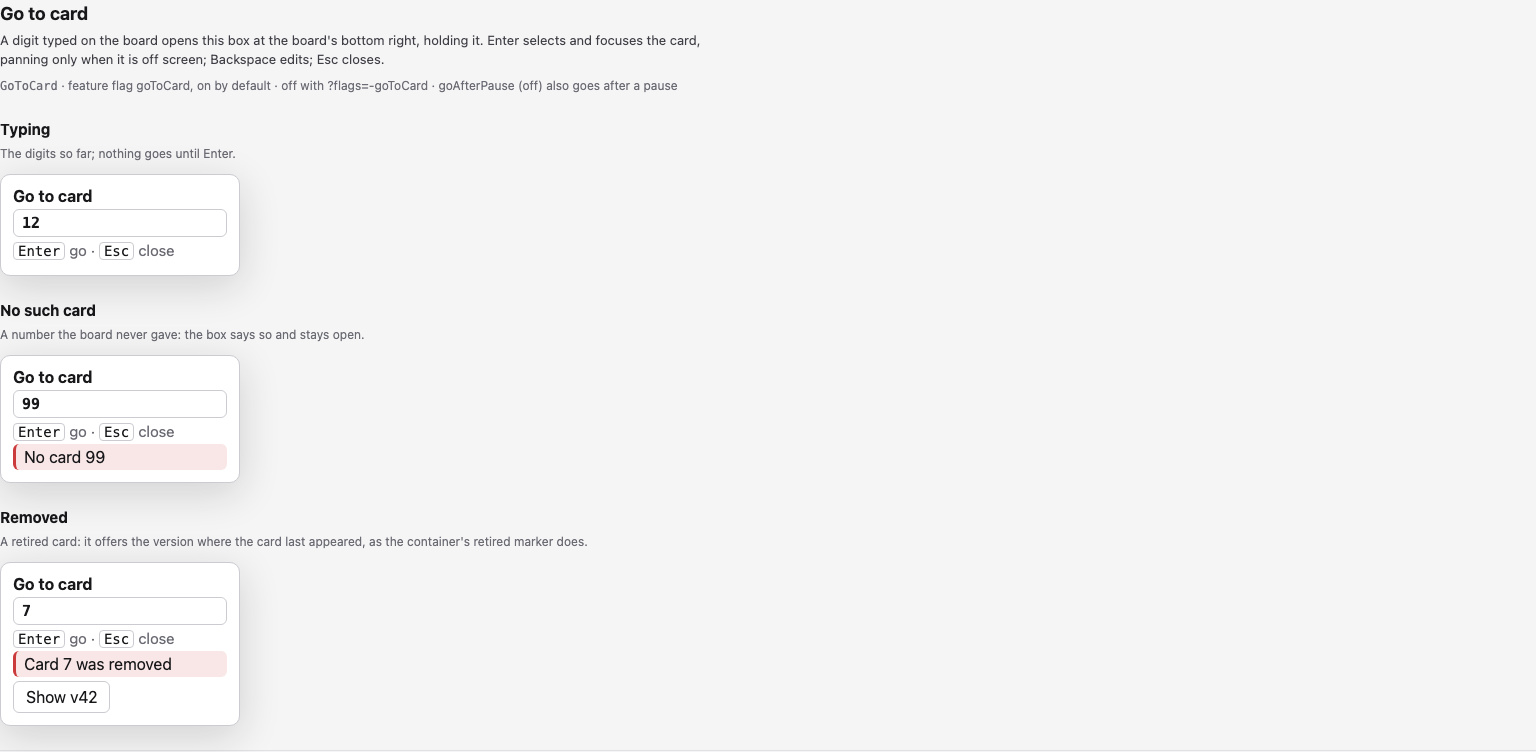 Go to card
A digit typed on the board opens this box at the board's bottom right, holding it. Enter selects and focuses the card,
panning only when it is off screen; Backspace edits; Esc closes.
GoToCard · feature flag goToCard, on by default · off with ?flags=-goToCard · goAfterPause (off) also goes after a pause
Typing
The digits so far; nothing goes until Enter.
Go to card
12
Enter go · Esc close
No such card
A number the board never gave: the box says so and stays open.
Go to card
99
Enter go · Esc close
No card 99
Removed
A retired card: it offers the version where the card last appeared, as the container's retired marker does.
Go to card
7
Enter go · Esc close
Card 7 was removed
Show v42